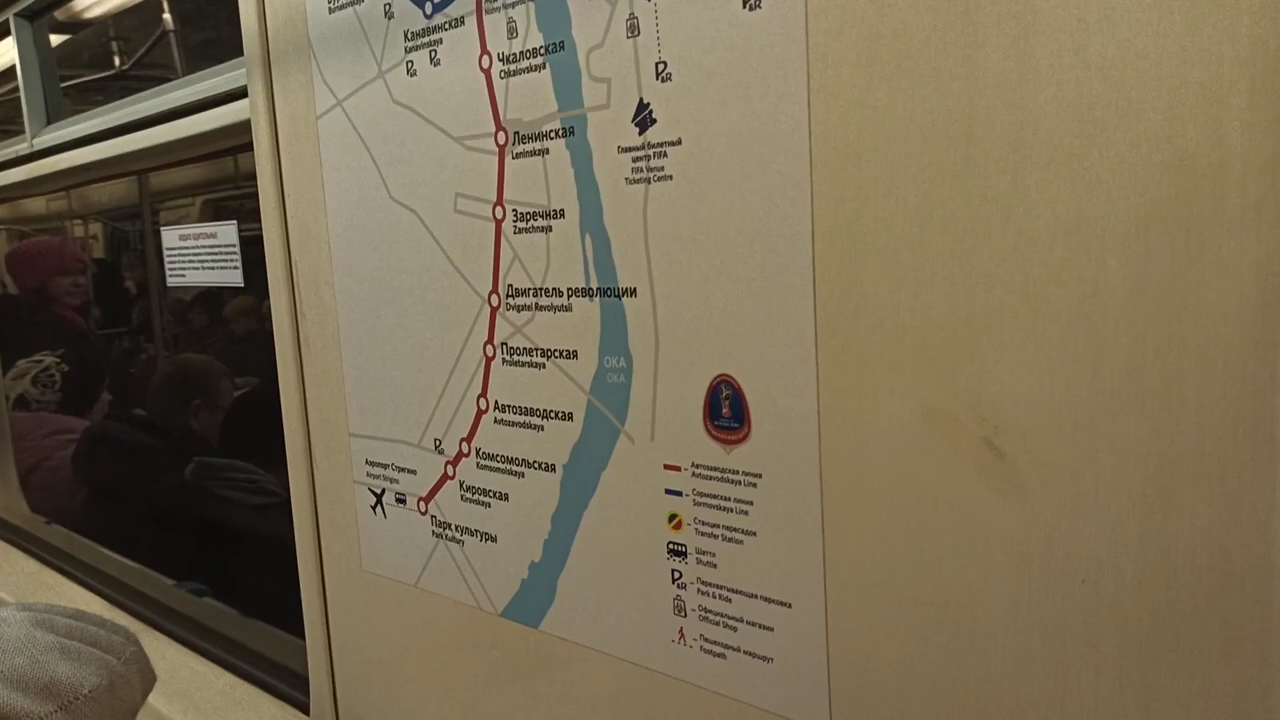 Bornakovskaya
Канавинская
Kanavinskaya
P&R
P&R
P&R
Чкаловская
Chkalovskaya
P&R
P&R
Ленинская
Leninskaya
Главный билетный
центр FIFA
FIFA Venue
Ticketing Centre
Заречная
Zarechnaya
Двигатель революции
Dvigatel Revolyutsii
Пролетарская
Proletarskaya
ОКА
OKA
Автозаводская
Avtozavodskaya
P&R
Комсомольская
Komsomolskaya
Аэропорт Стригино
Airport Strigino
Кировская
Kirovskaya
Парк культуры
Park Kultury
Автозаводская линия
Avtozavodskaya Line
Сормовская линия
Sormovskaya Line
Станция пересадок
Transfer Station
Шаттл
Shuttle
P&R
Перехватывающая парковка
Park & Ride
Официальный магазин
Official Shop
Пешеходный маршрут
Footpath